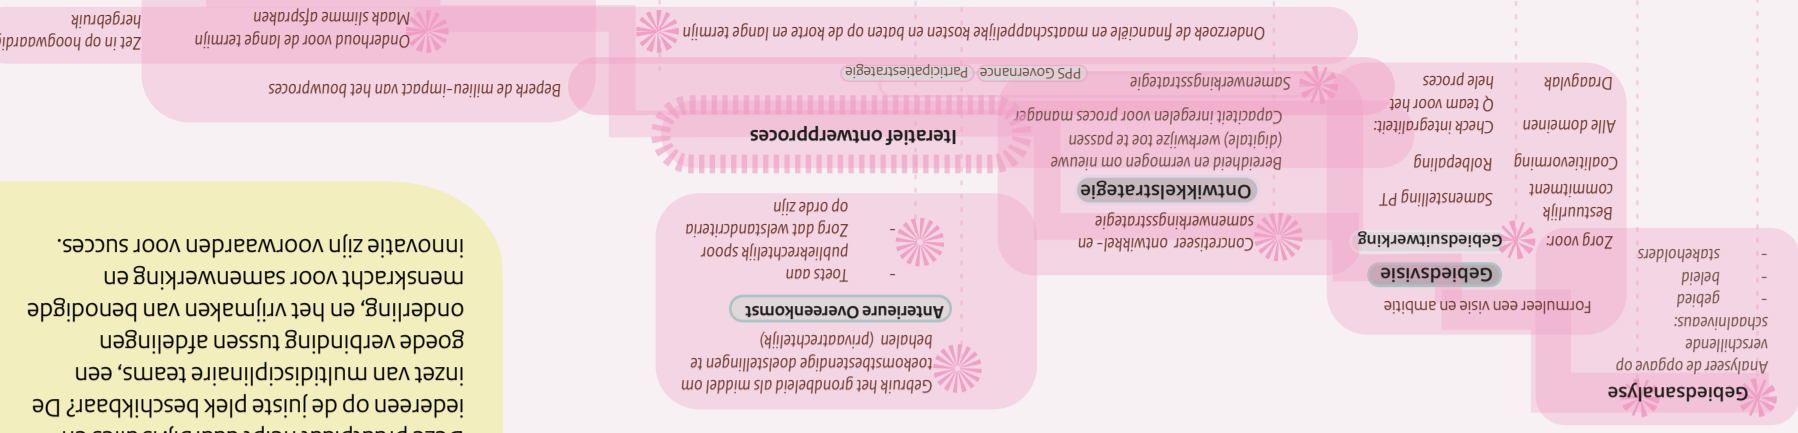 Gebiedsanalyse
Analyseer de opgave op
verschillende
schaalniveaus:
- gebied
- beleid
- stakeholders
Formuleer een visie en ambitie
Gebiedsvisie
Gebiedsuitwerking
Zorg voor:
Bestuurlijk
commitment
Coalitievorming
Alle domeinen
Draagvlak
Samenstelling PT
Rolbepaling
Check integraliteit:
Q team voor het
hele proces
Concretiseer ontwikkel- en
samenwerkingsstrategie
Ontwikkelstrategie
Bereidheid en vermogen om nieuwe
(digitale) werkwijze toe te passen
Capaciteit inregelen voor proces manager
Samenwerkingsstrategie
PPS Governance
Participatiestrategie
Onderzoek de financiële en maatschappelijke kosten en baten op de korte en lange termijn
Gebruik het grondbeleid als middel om
toekomstbestendige doelstellingen te
behalen (privaatrechtelijk)
Anterieure Overeenkomst
- Toets aan
publiekrechtelijk spoor
- Zorg dat welstandcriteria
op orde zijn
Iteratief ontwerpproces
Beperk de milieu-impact van het bouwproces
Onderhoud voor de lange termijn
Maak slimme afspraken
Zet in op hoogwaardig
hergebruik
iedereen op de juiste plek beschikbaar? De
inzet van multidisciplinaire teams, een
goede verbinding tussen afdelingen
onderling, en het vrijmaken van benodigde
menskracht voor samenwerking en
innovatie zijn voorwaarden voor succes.